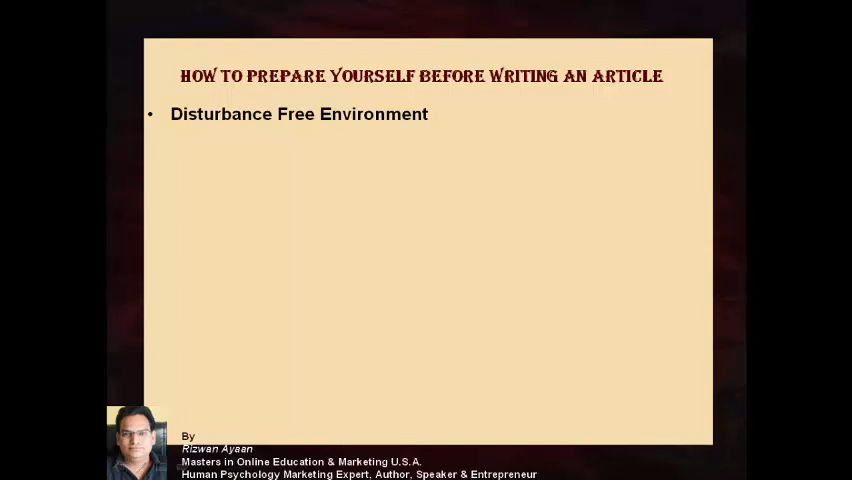 HOW TO PREPARE YOURSELF BEFORE WRITING AN ARTICLE
• Disturbance Free Environment
By
Rizwan Ayaan
Masters in Online Education & Marketing U.S.A,
Human Psychology Marketing Expert, Author, Speaker & Entrepreneur